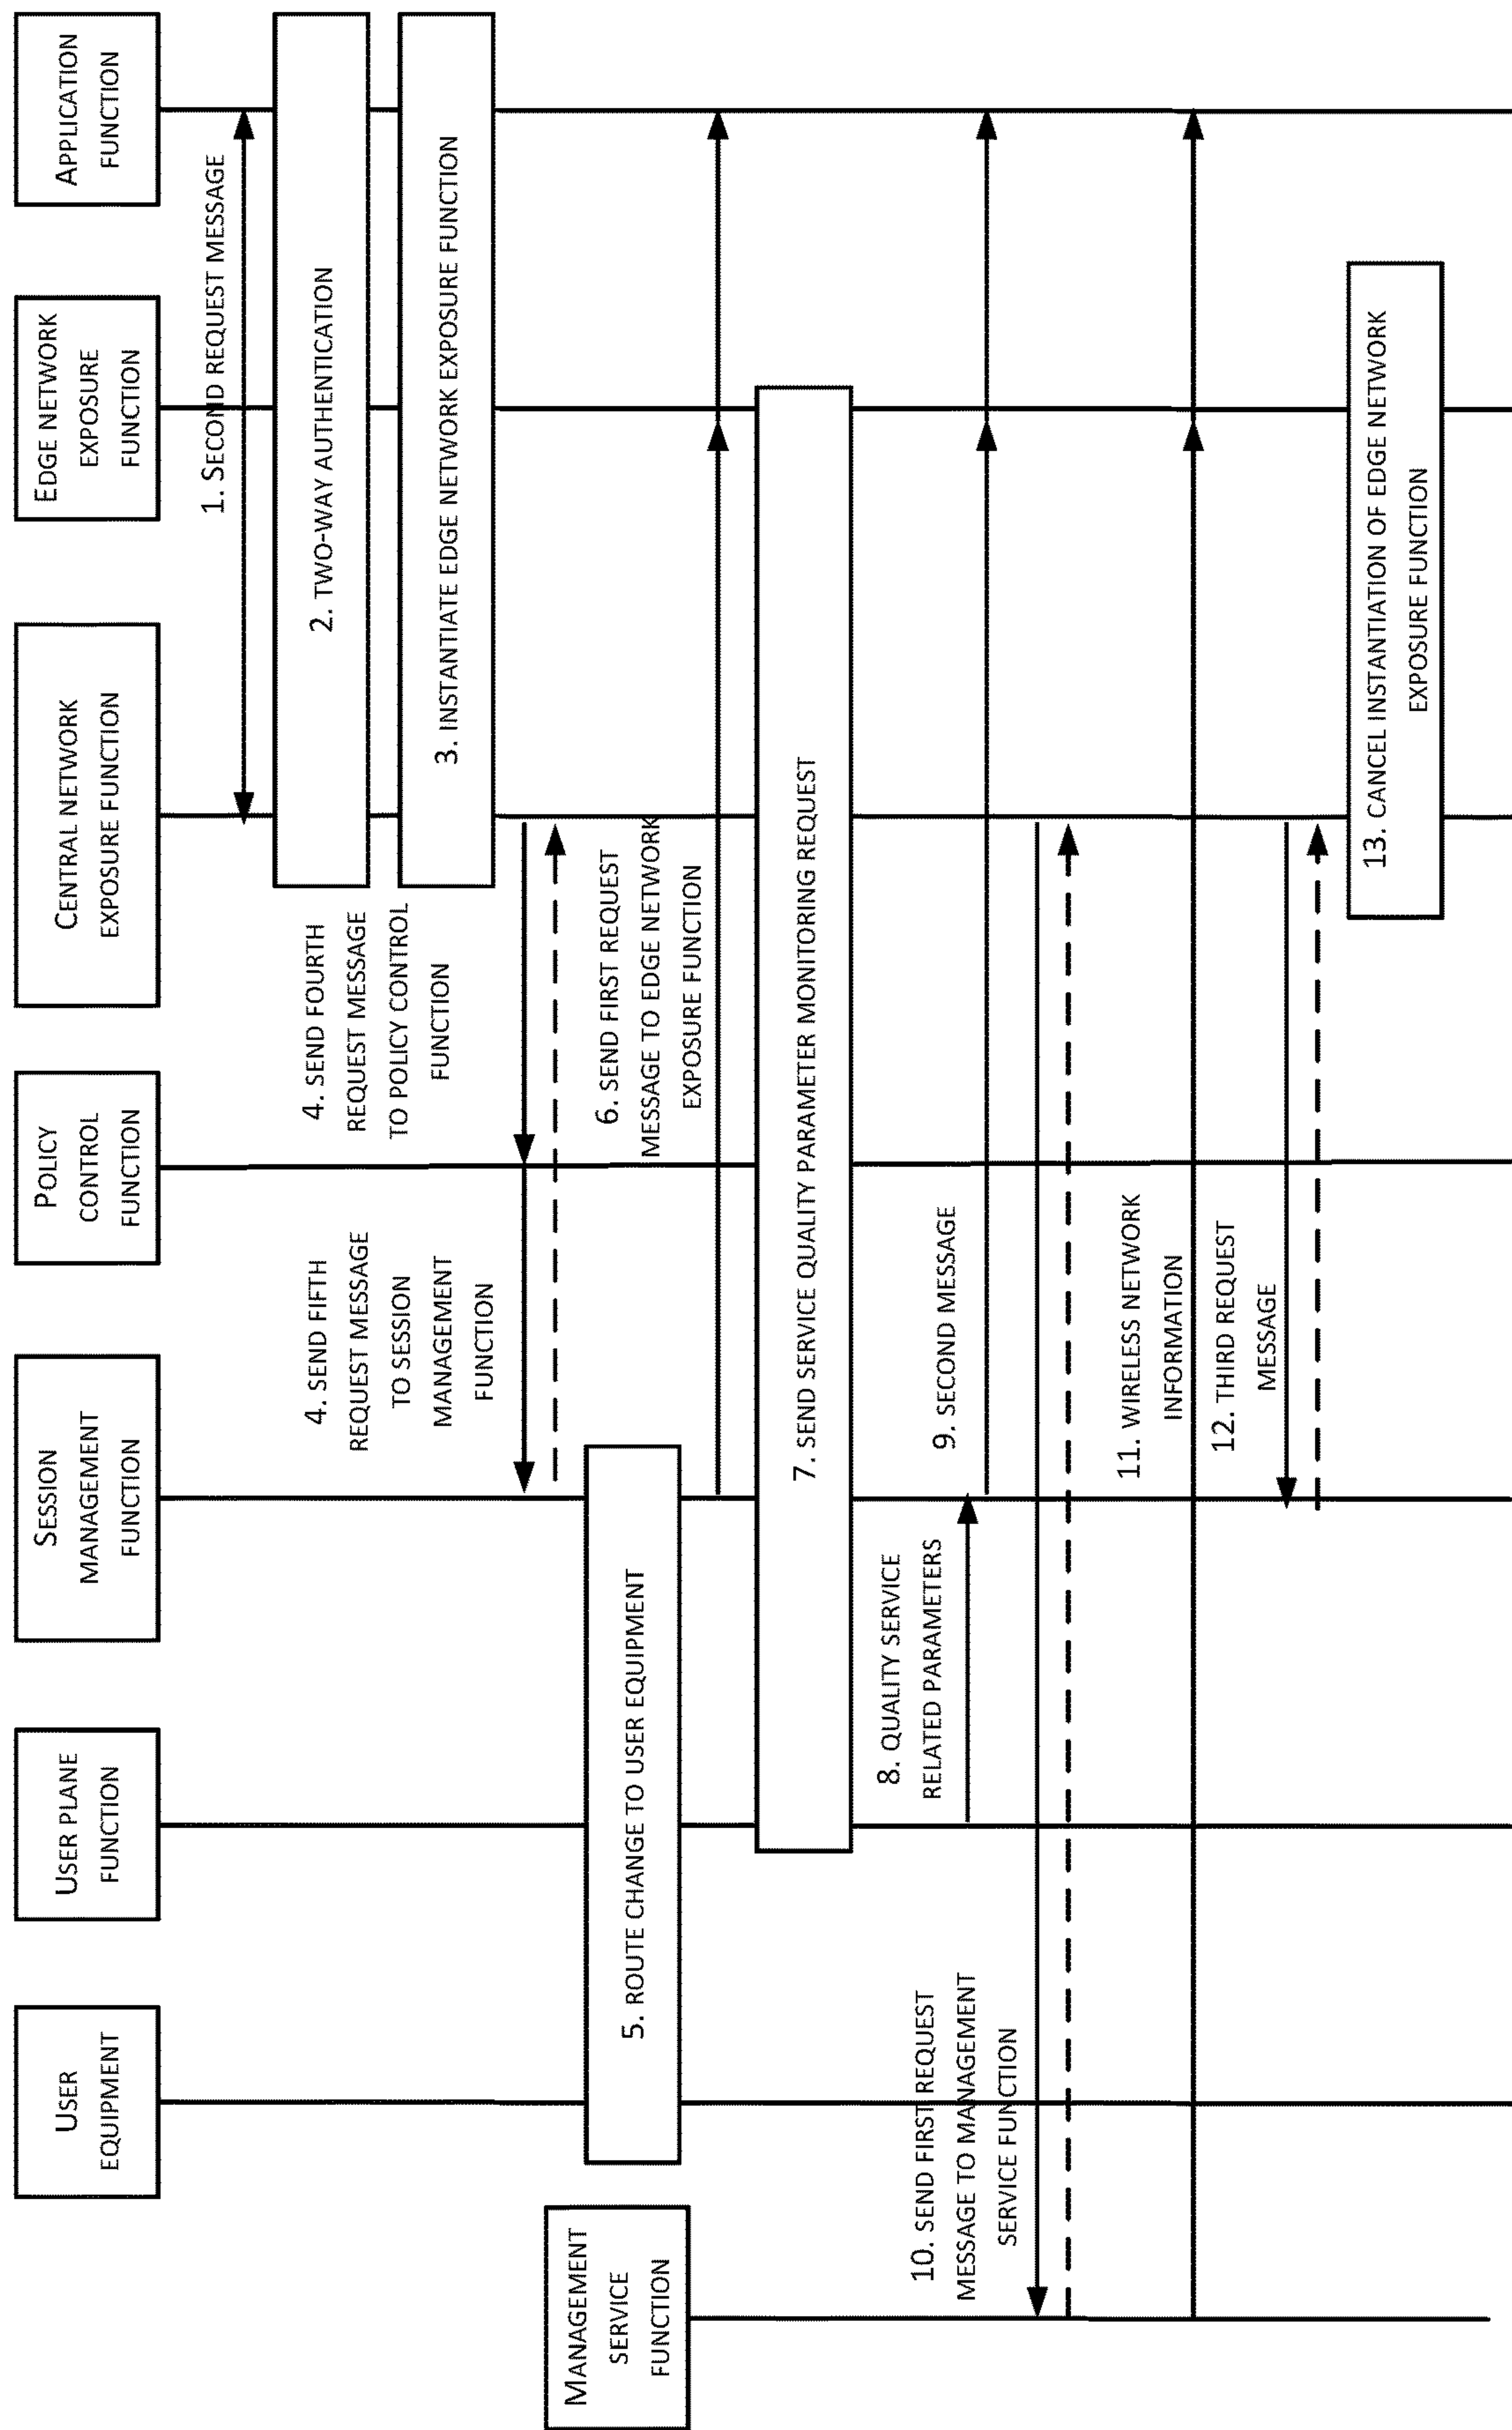 MANAGEMENT
SERVICE
FUNCTION
USER
EQUIPMENT
USER PLANE
FUNCTION
SESSION
MANAGEMENT
FUNCTION
POLICY
CONTROL
FUNCTION
CENTRAL NETWORK
EXPOSURE FUNCTION
EDGE NETWORK
EXPOSURE
FUNCTION
APPLICATION
FUNCTION
1. SECOND REQUEST MESSAGE
2. TWO-WAY AUTHENTICATION
3. INSTANTIATE EDGE NETWORK EXPOSURE FUNCTION
4. SEND FOURTH
REQUEST MESSAGE
TO POLICY CONTROL
FUNCTION
4. SEND FIFTH
REQUEST MESSAGE
TO SESSION
MANAGEMENT
FUNCTION
5. ROUTE CHANGE TO USER EQUIPMENT
6. SEND FIRST REQUEST
MESSAGE TO EDGE NETWORK
EXPOSURE FUNCTION
7. SEND SERVICE QUALITY PARAMETER MONITORING REQUEST
8. QUALITY SERVICE
RELATED PARAMETERS
9. SECOND MESSAGE
10. SEND FIRST REQUEST
MESSAGE TO MANAGEMENT
SERVICE FUNCTION
11. WIRELESS NETWORK
INFORMATION
12. THIRD REQUEST
MESSAGE
13. CANCEL INSTANTIATION OF EDGE NETWORK
EXPOSURE FUNCTION